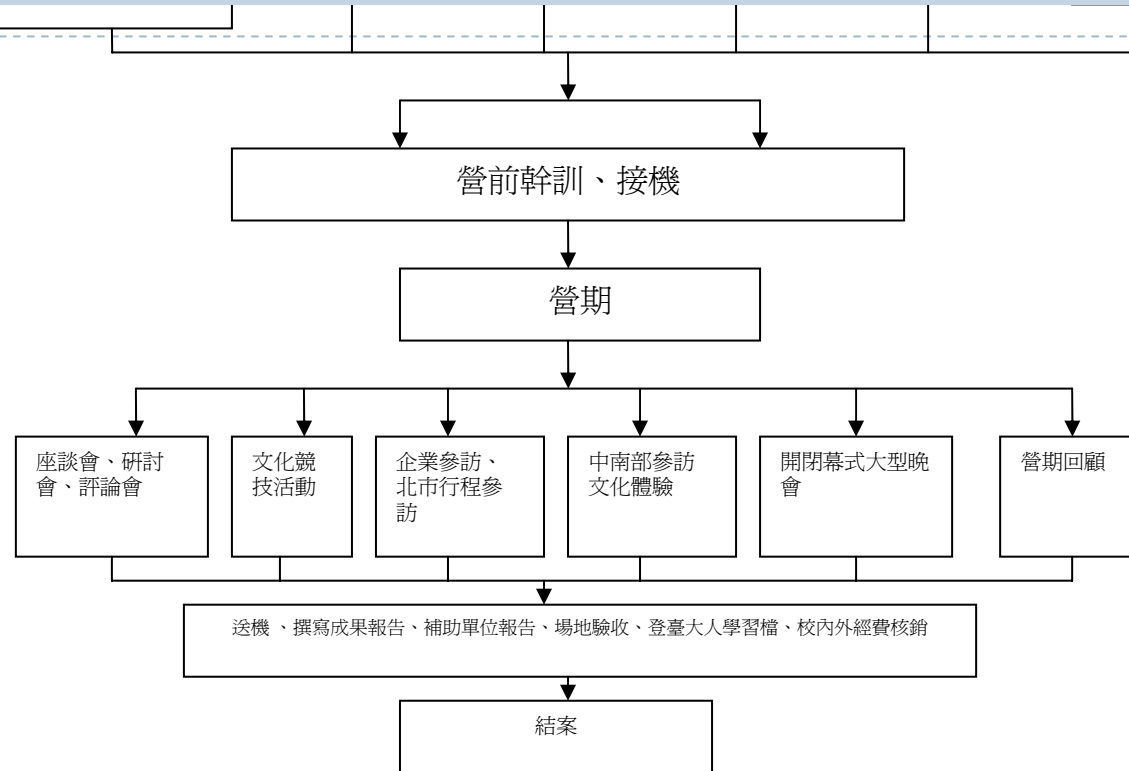 營前幹訓、接機
營期
座談會、研討
會、評論會
文化競
技活動
企業參訪、
北市行程參
訪
中南部參訪
文化體驗
開閉幕式大型晚
會
營期回顧
送機 、撰寫成果報告、補助單位報告、場地驗收、登臺大人學習檔、校內外經費核銷
結案